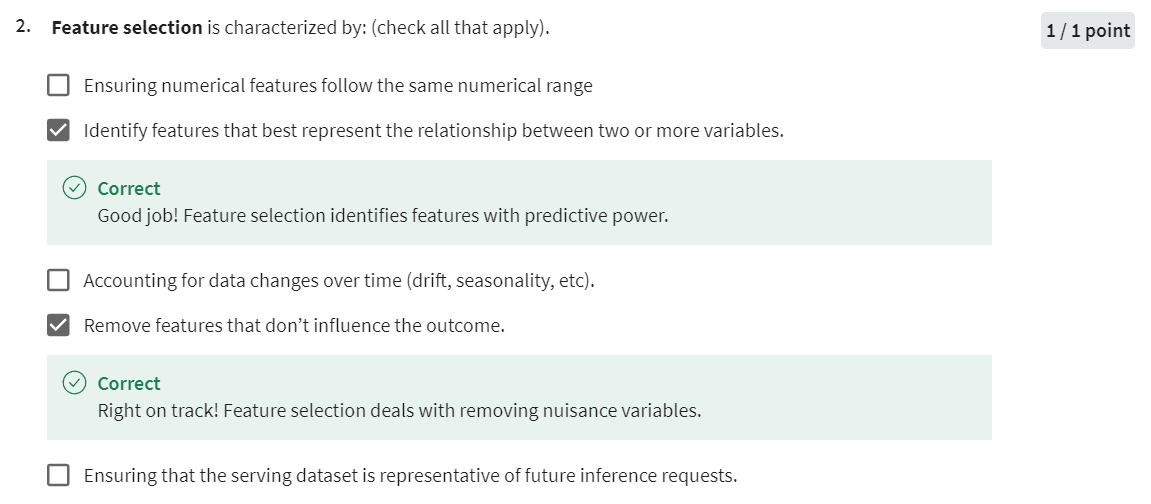 2. Feature selection is characterized by: (check all that apply).
1 / 1 point
Ensuring numerical features follow the same numerical range
Identify features that best represent the relationship between two or more variables.
Correct
Good job! Feature selection identifies features with predictive power.
Accounting for data changes over time (drift, seasonality, etc).
Remove features that don’t influence the outcome.
Correct
Right on track! Feature selection deals with removing nuisance variables.
Ensuring that the serving dataset is representative of future inference requests.